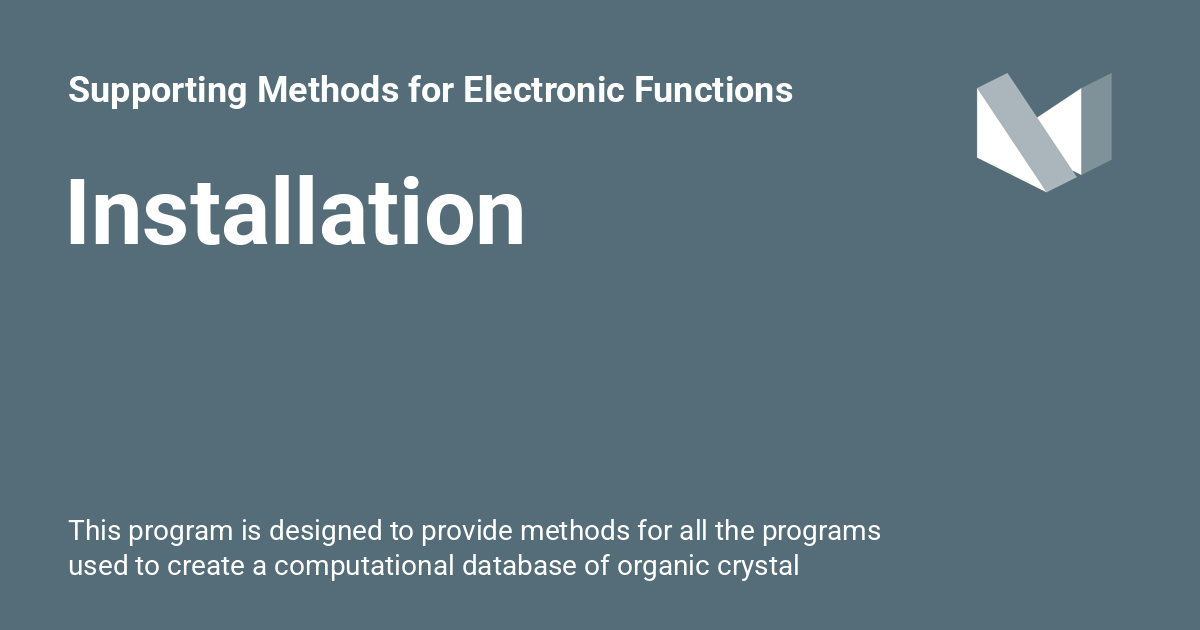 Supporting Methods for Electronic Functions
Installation
This program is designed to provide methods for all the programs
used to create a computational database of organic crystal